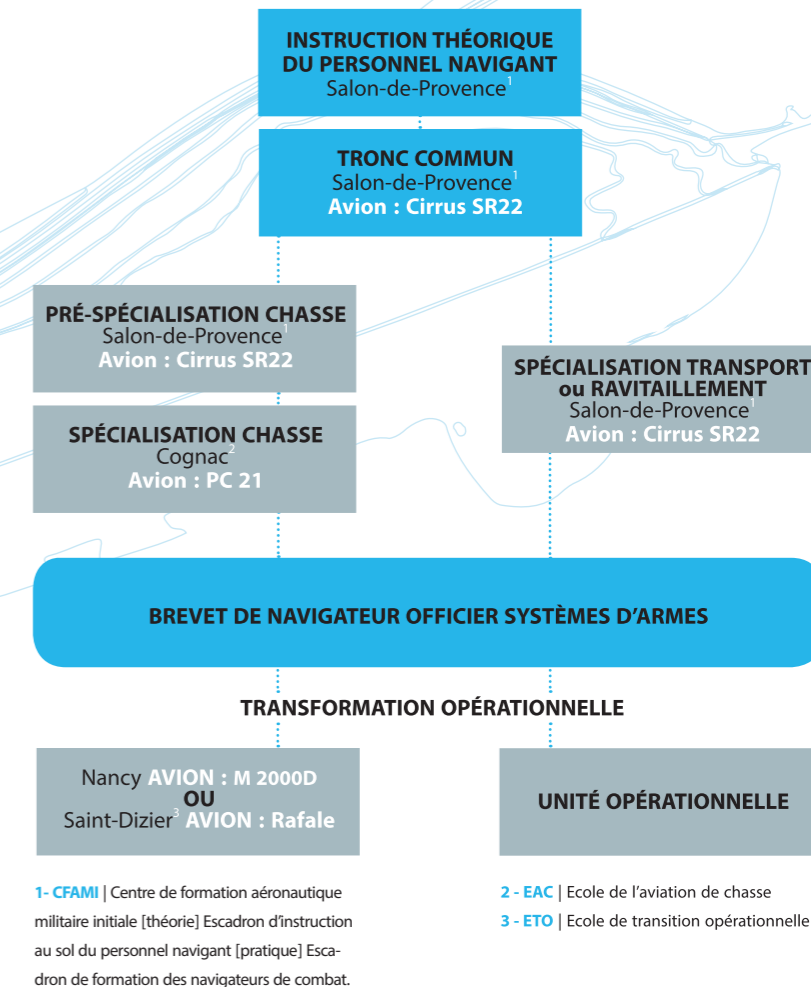 INSTRUCTION THÉORIQUE
DU PERSONNEL NAVIGANT
Salon-de-Provence¹
TRONC COMMUN
Salon-de-Provence¹
Avion : Cirrus SR22
PRÉ-SPÉCIALISATION CHASSE
Salon-de-Provence¹
Avion : Cirrus SR22
SPÉCIALISATION CHASSE
Cognac²
Avion : PC 21
SPÉCIALISATION TRANSPORT
ou RAVITAILLEMENT
Salon-de-Provence¹
Avion : Cirrus SR22
BREVET DE NAVIGATEUR OFFICIER SYSTÈMES D’ARMES
TRANSFORMATION OPÉRATIONNELLE
Nancy AVION : M 2000D
OU
Saint-Dizier³ AVION : Rafale
UNITÉ OPÉRATIONNELLE
1- CFAMI | Centre de formation aéronautique
militaire initiale [théorie] Escadron d’instruction
au sol du personnel navigant [pratique] Esca-
dron de formation des navigateurs de combat.
2 - EAC | Ecole de l’aviation de chasse
3 - ETO | Ecole de transition opérationnelle